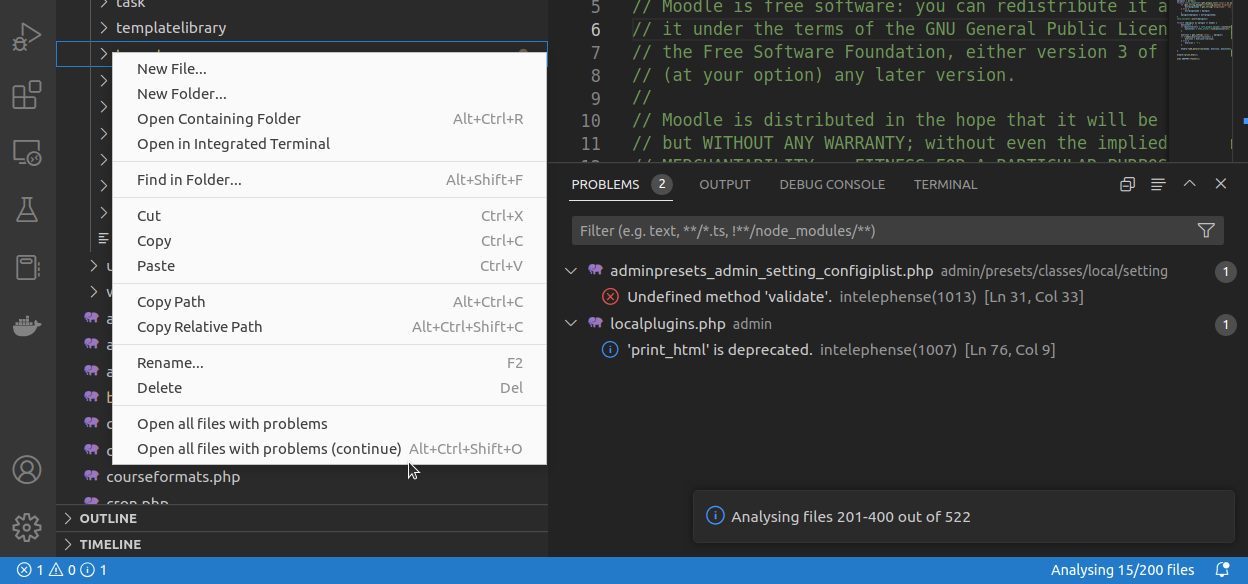 task
templatelibrary
New File...
New Folder...
Open Containing Folder Alt+Ctrl+R
Open in Integrated Terminal
Find in Folder... Alt+Shift+F
Cut Ctrl+X
Copy Ctrl+C
Paste Ctrl+V
Copy Path Alt+Ctrl+C
Copy Relative Path Alt+Ctrl+Shift+C
Rename... F2
Delete Del
Open all files with problems
Open all files with problems (continue) Alt+Ctrl+Shift+O
courseformats.php
cron.php
OUTLINE
TIMELINE
5 // Moodle is free software: you can redistribute it a
6 // it under the terms of the GNU General Public Licen
7 // the Free Software Foundation, either version 3 of
8 // (at your option) any later version.
9 //
10 // Moodle is distributed in the hope that it will be
11 // but WITHOUT ANY WARRANTY; without even the implied
12 // MERCHANTABILITY or FITNESS FOR A PARTICULAR PURPOS
PROBLEMS 2 OUTPUT DEBUG CONSOLE TERMINAL
Filter (e.g. text, **/*.ts, !**/node_modules/**)
adminpresets_admin_setting_configiplist.php admin/presets/classes/local/setting 1
Undefined method 'validate'. intelephense(1013) [Ln 31, Col 33]
localplugins.php admin 1
'print_html' is deprecated. intelephense(1007) [Ln 76, Col 9]
Analysing files 201-400 out of 522
1 0 1 Analysing 15/200 files